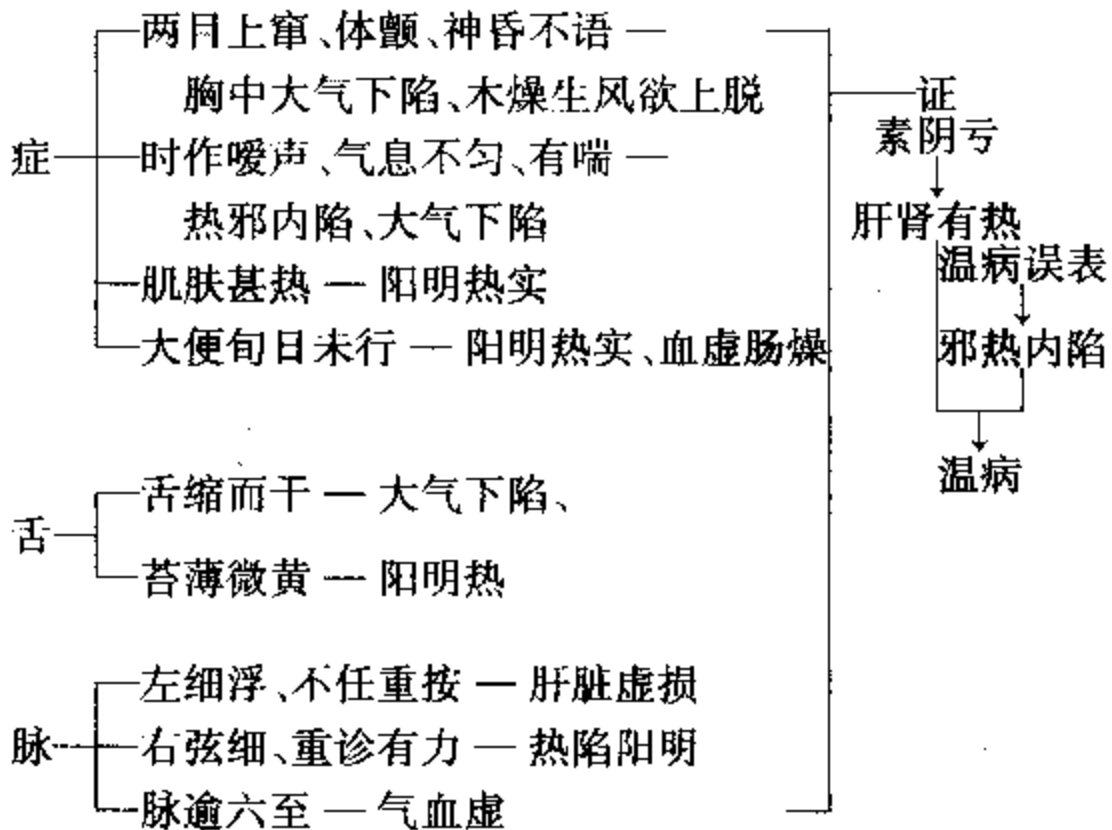 两目上窜、体颤、神昏不语 —
胸中大气下陷、木燥生风欲上脱
症
时作嗳声、气息不匀、有喘 —
热邪内陷、大气下陷
肌肤甚热 — 阳明热实
大便旬日未行 — 阳明热实、血虚肠燥
舌
舌缩而干 — 大气下陷、
苔薄微黄 — 阳明热
脉
左细浮、不任重按 — 肝脏虚损
右弦细、重诊有力 — 热陷阳明
脉逾六至 — 气血虚
证
素阴亏
肝肾有热
温病误表
邪热内陷
温病